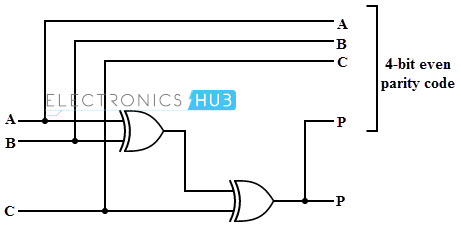 A
B
C
4-bit even
parity code
ELECTRONICS HUB
A
B
P
C
P